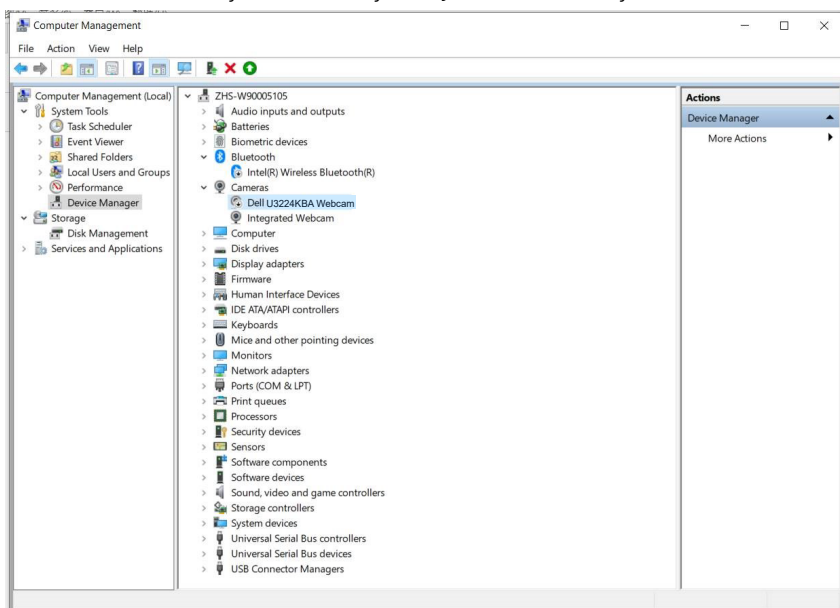 Computer Management
File Action View Help
Computer Management (Local)
System Tools
Task Scheduler
Event Viewer
Shared Folders
Local Users and Groups
Performance
Device Manager
Storage
Disk Management
Services and Applications
ZHS-W90005105
Audio inputs and outputs
Batteries
Biometric devices
Bluetooth
Intel(R) Wireless Bluetooth(R)
Cameras
Dell U3224KBA Webcam
Integrated Webcam
Computer
Disk drives
Display adapters
Firmware
Human Interface Devices
IDE ATA/ATAPI controllers
Keyboards
Mice and other pointing devices
Monitors
Network adapters
Ports (COM & LPT)
Print queues
Processors
Security devices
Sensors
Software components
Software devices
Sound, video and game controllers
Storage controllers
System devices
Universal Serial Bus controllers
Universal Serial Bus devices
USB Connector Managers
Actions
Device Manager
More Actions